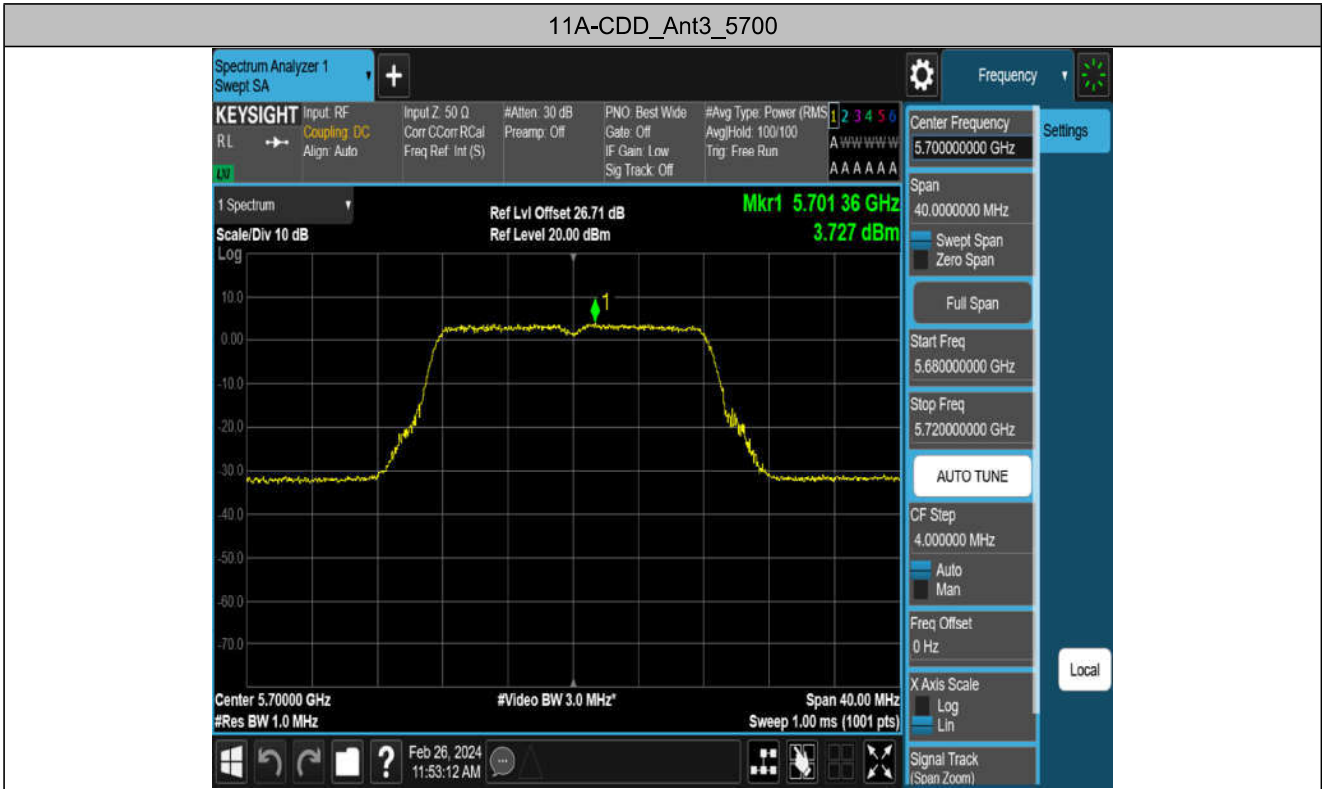 11A-CDD_Ant3_5700
Spectrum Analyzer 1
Swept SA
+
Frequency
KEYSIGHT
RL
LXI
Input: RF
Coupling: DC
Align: Auto
Input Z: 50 Ω
Corr CCorr RCal
Freq Ref: Int (S)
#Atten: 30 dB
Preamp: Off
PNO: Best Wide
Gate: Off
IF Gain: Low
Sig Track: Off
#Avg Type: Power (RMS
Avg|Hold: 100/100
Trig: Free Run
1 2 3 4 5 6
A W W W W W
A A A A A A
1 Spectrum
Scale/Div 10 dB
Ref Lvl Offset 26.71 dB
Ref Level 20.00 dBm
Mkr1 5.701 36 GHz
3.727 dBm
Log
10.0
0.00
-10.0
-20.0
-30.0
-40.0
-50.0
-60.0
-70.0
1
Center 5.70000 GHz
#Res BW 1.0 MHz
#Video BW 3.0 MHz*
Span 40.00 MHz
Sweep 1.00 ms (1001 pts)
Feb 26, 2024
11:53:12 AM
?
Center Frequency
5.700000000 GHz
Span
40.0000000 MHz
Swept Span
Zero Span
Full Span
Start Freq
5.680000000 GHz
Stop Freq
5.720000000 GHz
AUTO TUNE
CF Step
4.000000 MHz
Auto
Man
Freq Offset
0 Hz
X Axis Scale
Log
Lin
Signal Track
(Span Zoom)
Settings
Local